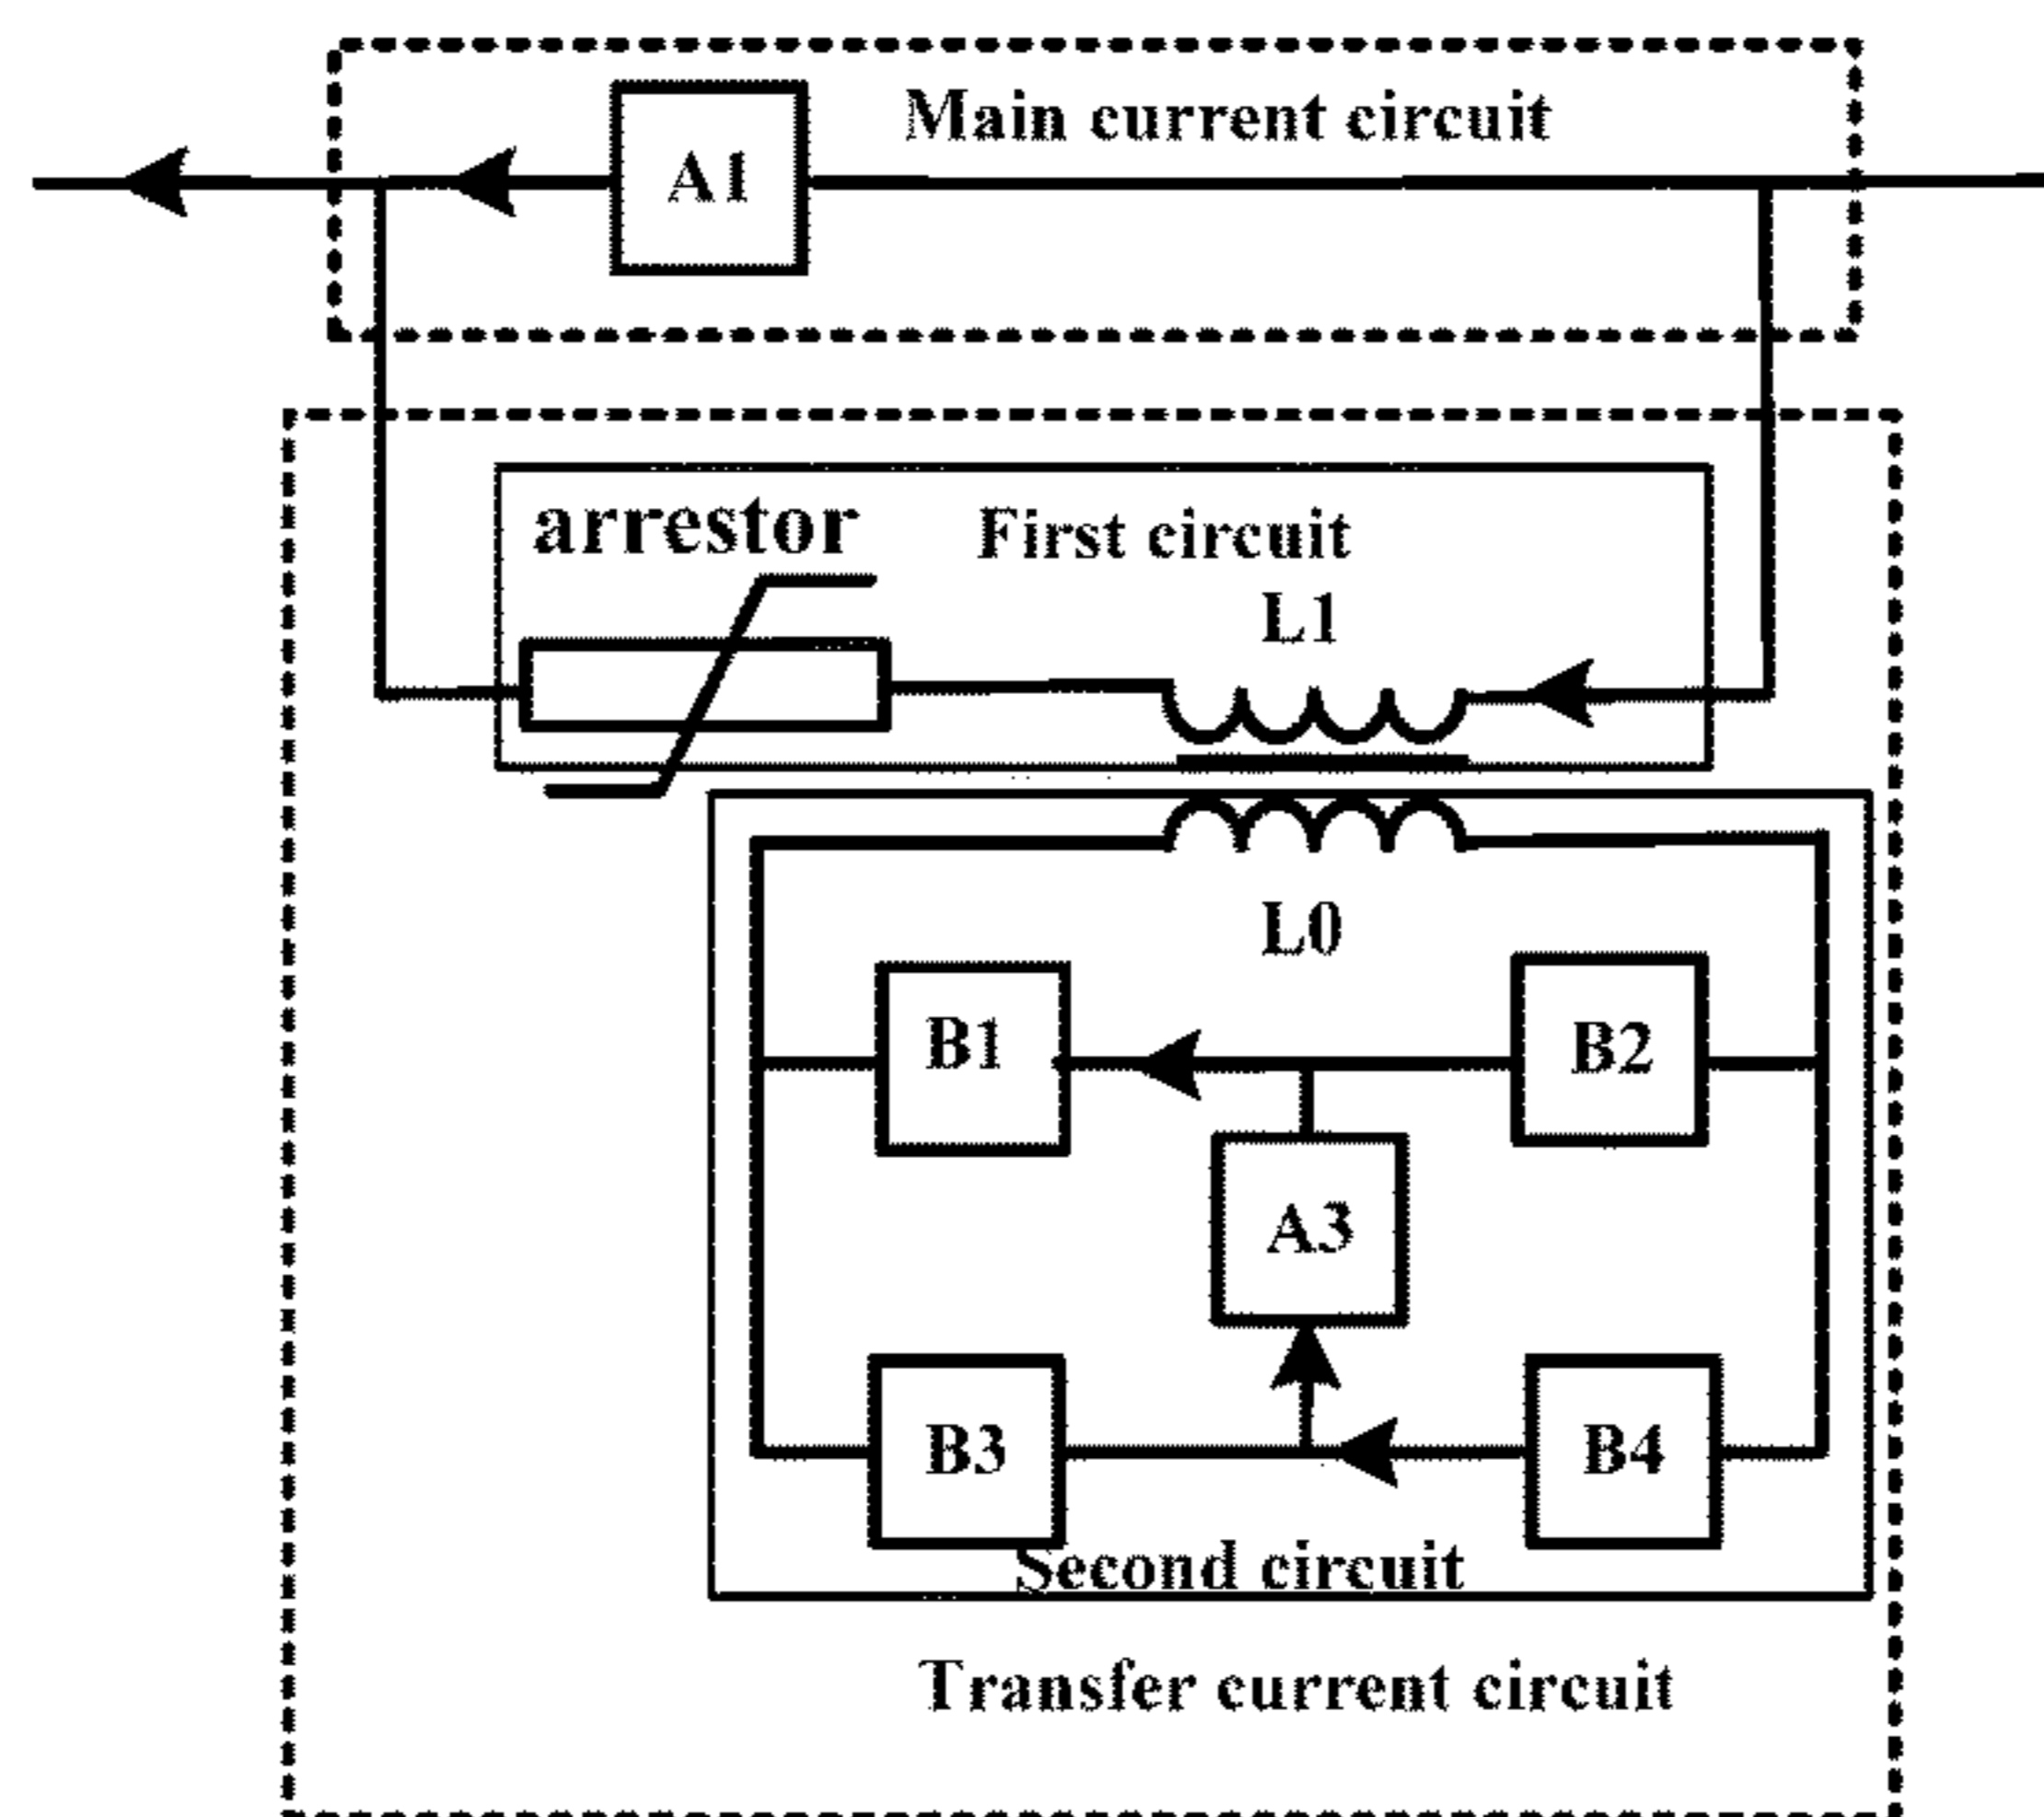 Main current circuit
A1
arrestor
First circuit
L1
L0
B1
B2
A3
B3
B4
Second circuit
Transfer current circuit